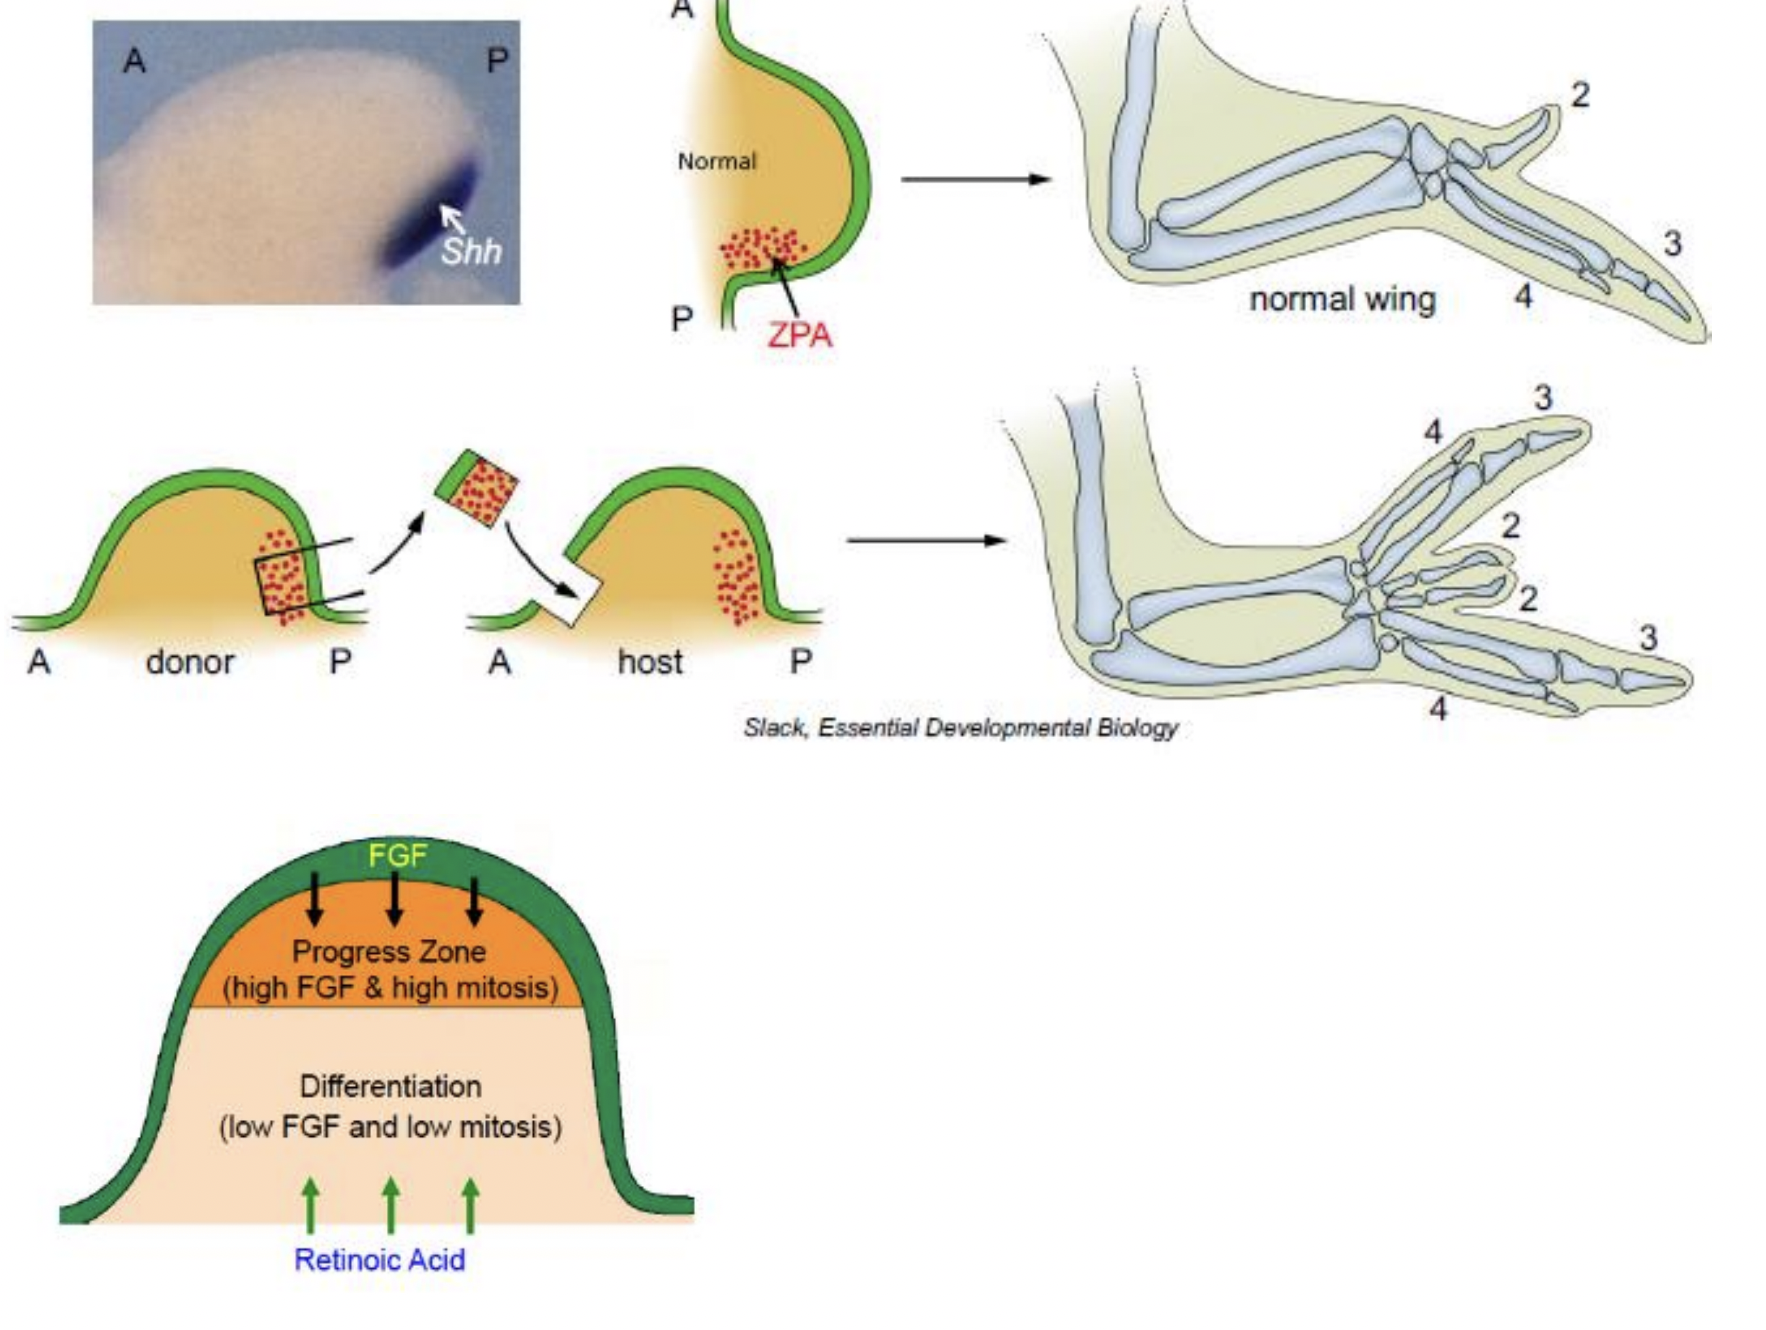 A
P
Shh
A
Normal
P
ZPA
2
3
4
normal wing
A
donor
P
A
host
P
4
3
2
2
3
4
Slack, Essential Developmental Biology
FGF
Progress Zone
(high FGF & high mitosis)
Differentiation
(low FGF and low mitosis)
Retinoic Acid